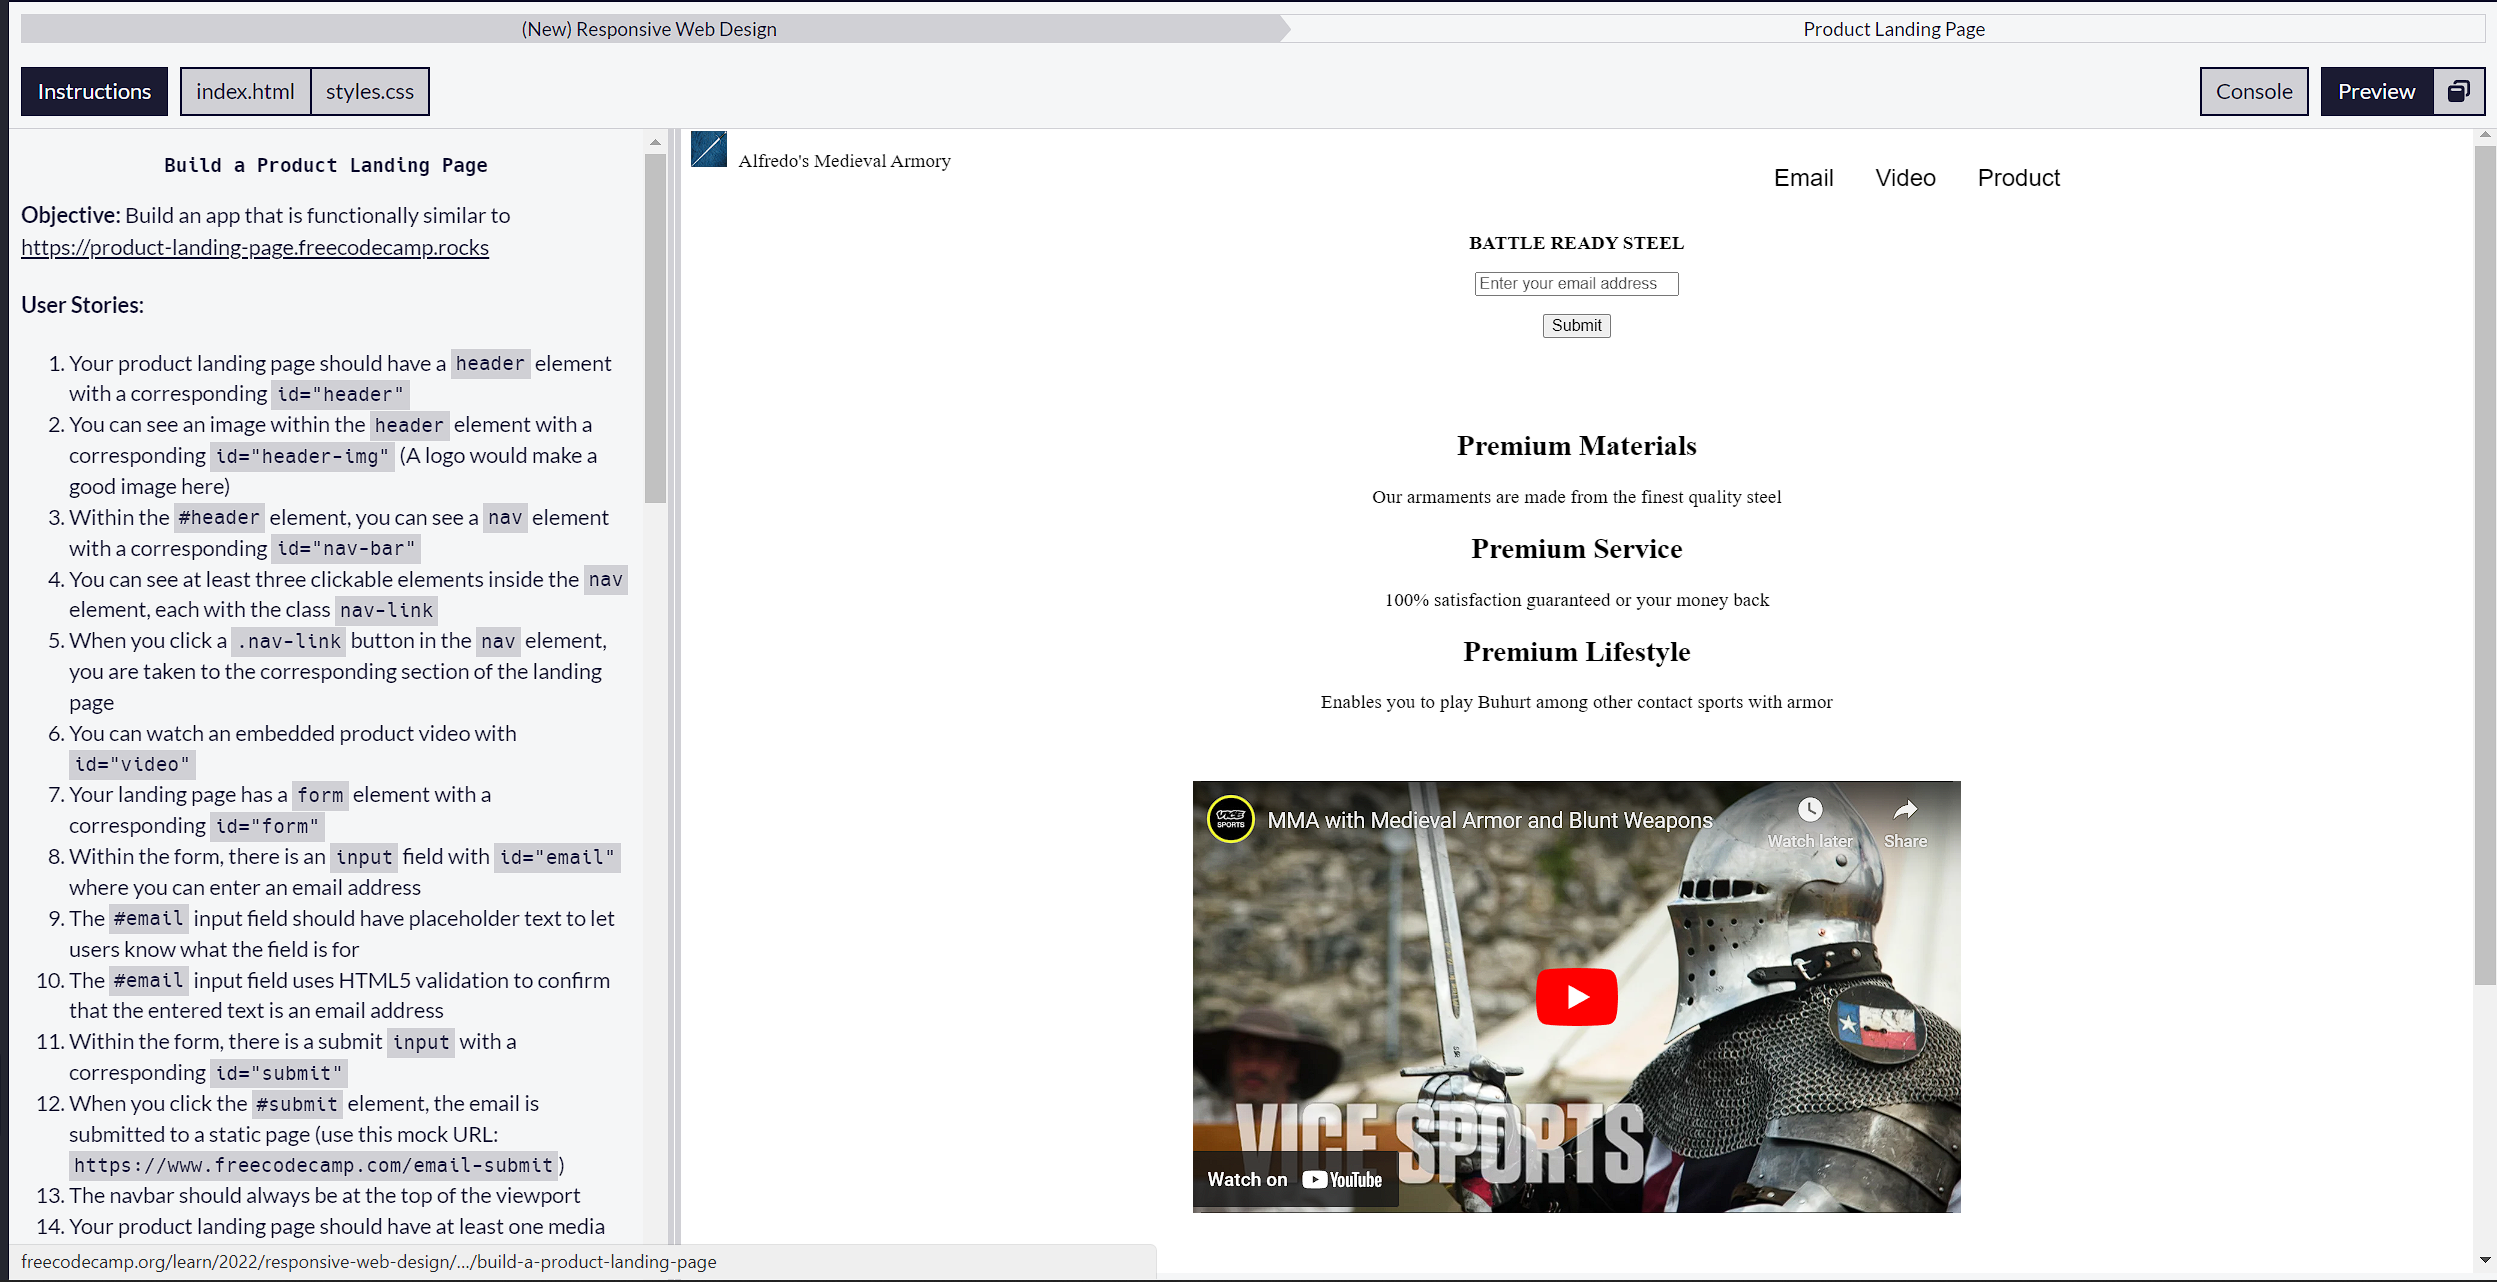 (New) Responsive Web Design
Product Landing Page
Instructions
index.html
styles.css
Console
Preview
Build a Product Landing Page
Objective: Build an app that is functionally similar to
https://product-landing-page.freecodecamp.rocks
User Stories:
1. Your product landing page should have a header element
with a corresponding id="header"
2. You can see an image within the header element with a
corresponding id="header-img" (A logo would make a
good image here)
3. Within the #header element, you can see a nav element
with a corresponding id="nav-bar"
4. You can see at least three clickable elements inside the nav
element, each with the class nav-link
5. When you click a .nav-link button in the nav element,
you are taken to the corresponding section of the landing
page
6. You can watch an embedded product video with
id="video"
7. Your landing page has a form element with a
corresponding id="form"
8. Within the form, there is an input field with id="email"
where you can enter an email address
9. The #email input field should have placeholder text to let
users know what the field is for
10. The #email input field uses HTML5 validation to confirm
that the entered text is an email address
11. Within the form, there is a submit input with a
corresponding id="submit"
12. When you click the #submit element, the email is
submitted to a static page (use this mock URL:
https://www.freecodecamp.com/email-submit)
13. The navbar should always be at the top of the viewport
14. Your product landing page should have at least one media
freecodecamp.org/learn/2022/responsive-web-design/.../build-a-product-landing-page
Alfredo's Medieval Armory
Email
Video
Product
BATTLE READY STEEL
Enter your email address
Submit
Premium Materials
Our armaments are made from the finest quality steel
Premium Service
100% satisfaction guaranteed or your money back
Premium Lifestyle
Enables you to play Buhurt among other contact sports with armor
VICE
SPORTS
MMA with Medieval Armor and Blunt Weapons
Watch later
Share
VICE SPORTS
Watch on YouTube